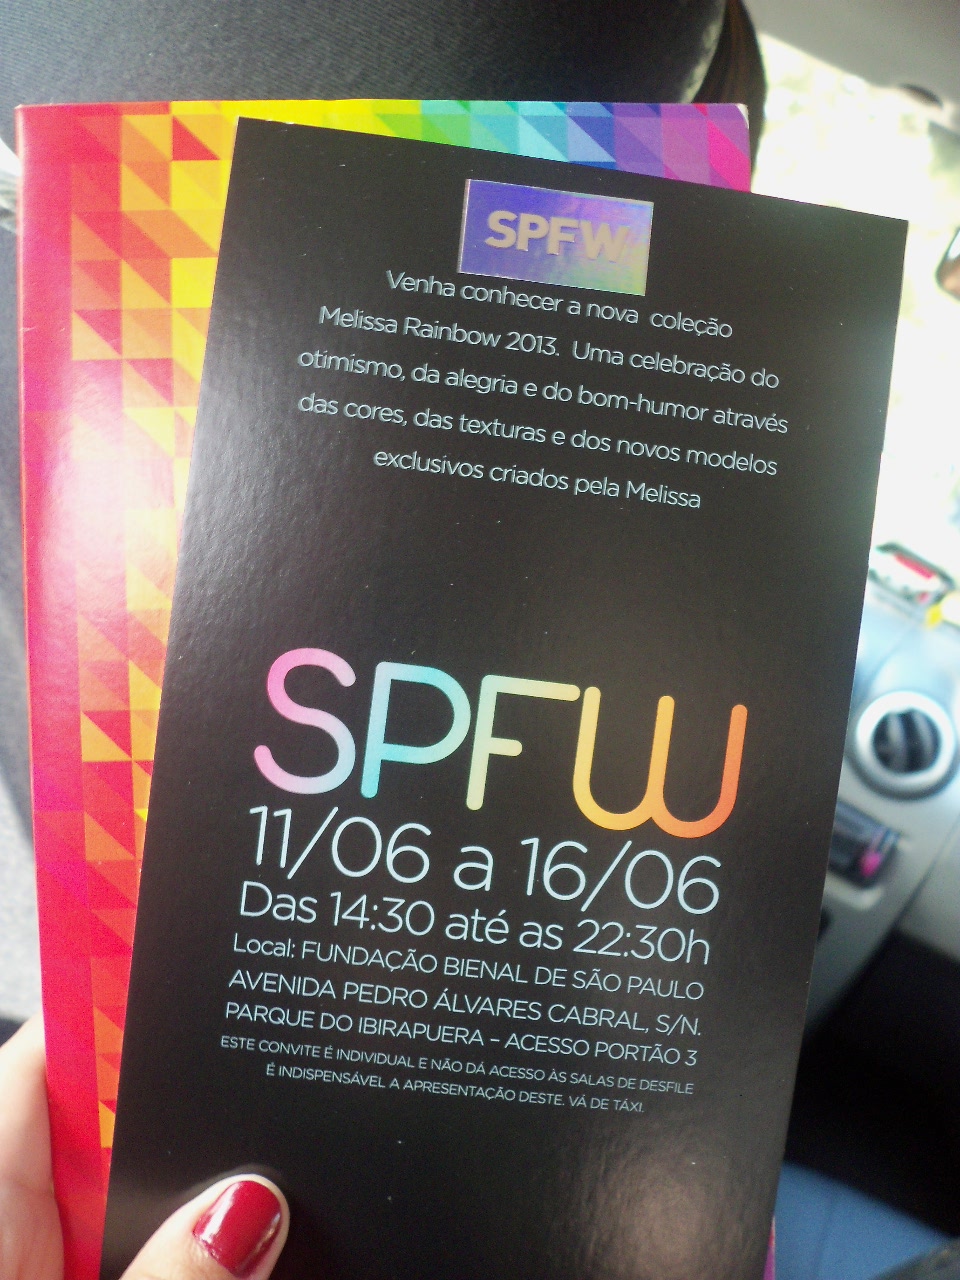 SPFW
Venha conhecer a nova coleção
Melissa Rainbow 2013. Uma celebração do
otimismo, da alegria e do bom-humor através
das cores, das texturas e dos novos modelos
exclusivos criados pela Melissa
SPFW
11/06 a 16/06
Das 14:30 até as 22:30h
Local: FUNDAÇÃO BIENAL DE SÃO PAULO
AVENIDA PEDRO ÁLVARES CABRAL, S/N.
PARQUE DO IBIRAPUERA – ACESSO PORTÃO 3
ESTE CONVITE É INDIVIDUAL E NÃO DÁ ACESSO ÀS SALAS DE DESFILE
É INDISPENSÁVEL A APRESENTAÇÃO DESTE. VÁ DE TÁXI.